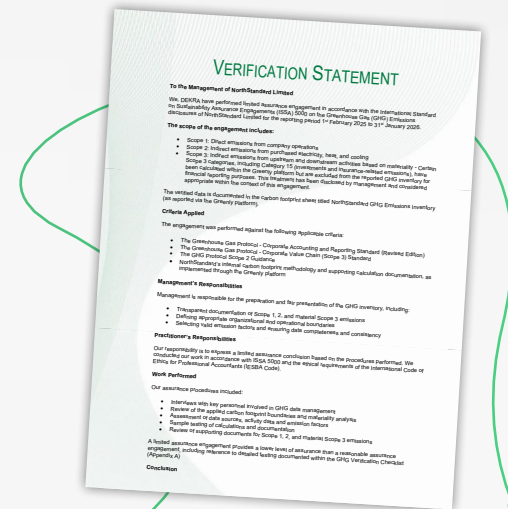 VERIFICATION STATEMENT
To the Management of NorthStandard Limited
We, DEKRA have performed limited assurance engagement in accordance with the International Standard
on Sustainability Assurance Engagements (ISSA) 5000 on the Greenhouse Gas (GHG) Emissions
disclosures of NorthStandard Limited for the reporting period 1st February 2025 to 31st January 2026.
The scope of the engagement includes:
• Scope 1: Direct emissions from company operations
• Scope 2: Indirect emissions from purchased electricity, heat, and cooling
• Scope 3: Indirect emissions from upstream and downstream activities based on materiality - Certain
Scope 3 categories, including Category 15 (investments and insurance-related emissions), have
been calculated within the Greenly platform but are excluded from the reported GHG inventory for
financial reporting purposes. This treatment has been disclosed by management and considered
appropriate within the context of this engagement.
The verified data is documented in the carbon footprint sheet titled NorthStandard GHG Emissions Inventory
(as reported via the Greenly platform).
Criteria Applied
The engagement was performed against the following applicable criteria:
• The Greenhouse Gas Protocol - Corporate Accounting and Reporting Standard (Revised Edition)
• The Greenhouse Gas Protocol - Corporate Value Chain (Scope 3) Standard
• The GHG Protocol Scope 2 Guidance
• NorthStandard's internal carbon footprint methodology and supporting calculation documentation, as
implemented through the Greenly platform
Management's Responsibilities
Management is responsible for the preparation and fair presentation of the GHG inventory, including:
• Transparent documentation of Scope 1, 2, and material Scope 3 emissions
• Defining appropriate organizational and operational boundaries
• Selecting valid emission factors and ensuring data completeness and consistency
Practitioner's Responsibilities
Our responsibility is to express a limited assurance conclusion based on the procedures performed. We
conducted our work in accordance with ISSA 5000 and the ethical requirements of the International Code of
Ethics for Professional Accountants (IESBA Code).
Work Performed
Our assurance procedures included:
• Interviews with key personnel involved in GHG data management
• Review of the applied carbon footprint boundaries and materiality analysis
• Assessment of data sources, activity data and emission factors
• Sample testing of calculations and documentation
• Review of supporting documents for Scope 1, 2, and material Scope 3 emissions
A limited assurance engagement provides a lower level of assurance than a reasonable assurance
engagement, including reference to detailed testing documented within the GHG Verification Checklist
(Appendix A)
Conclusion